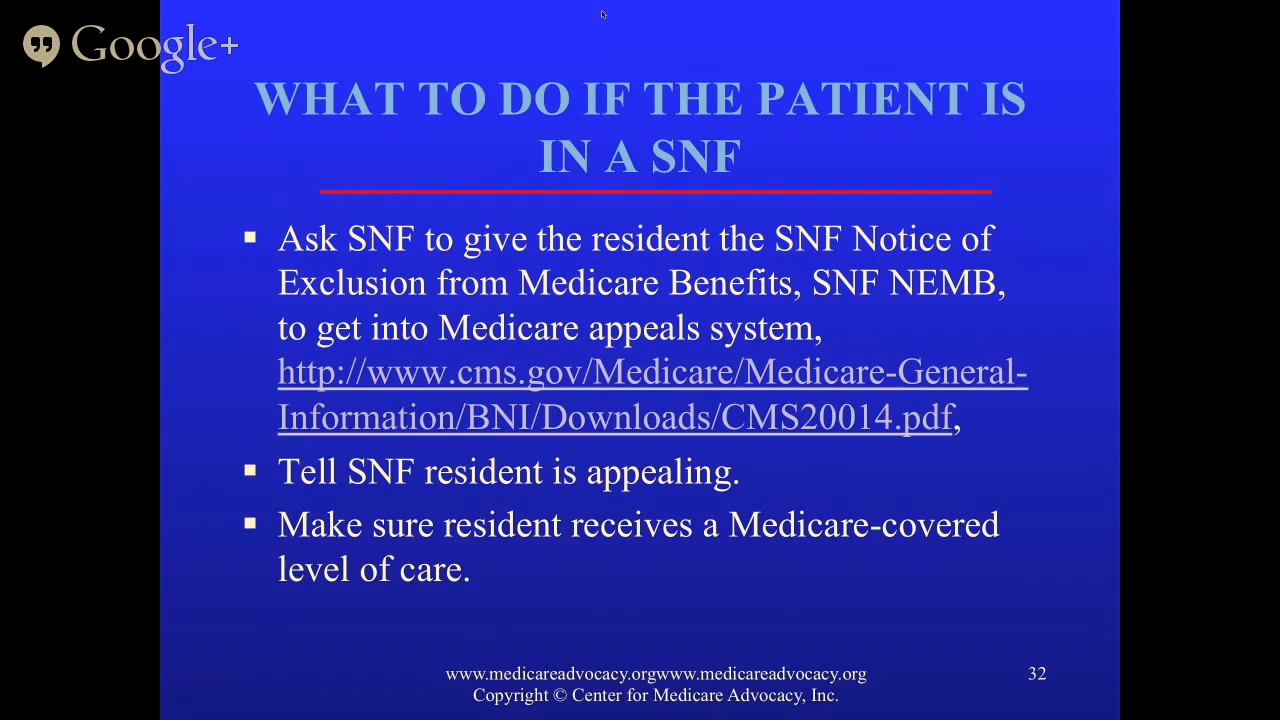 Google+
WHAT TO DO IF THE PATIENT IS
IN A SNF
▪ Ask SNF to give the resident the SNF Notice of
Exclusion from Medicare Benefits, SNF NEMB,
to get into Medicare appeals system,
http://www.cms.gov/Medicare/Medicare-General-
Information/BNI/Downloads/CMS20014.pdf,
▪ Tell SNF resident is appealing.
▪ Make sure resident receives a Medicare-covered
level of care.
www.medicareadvocacy.orgwww.medicareadvocacy.org
32
Copyright © Center for Medicare Advocacy, Inc.